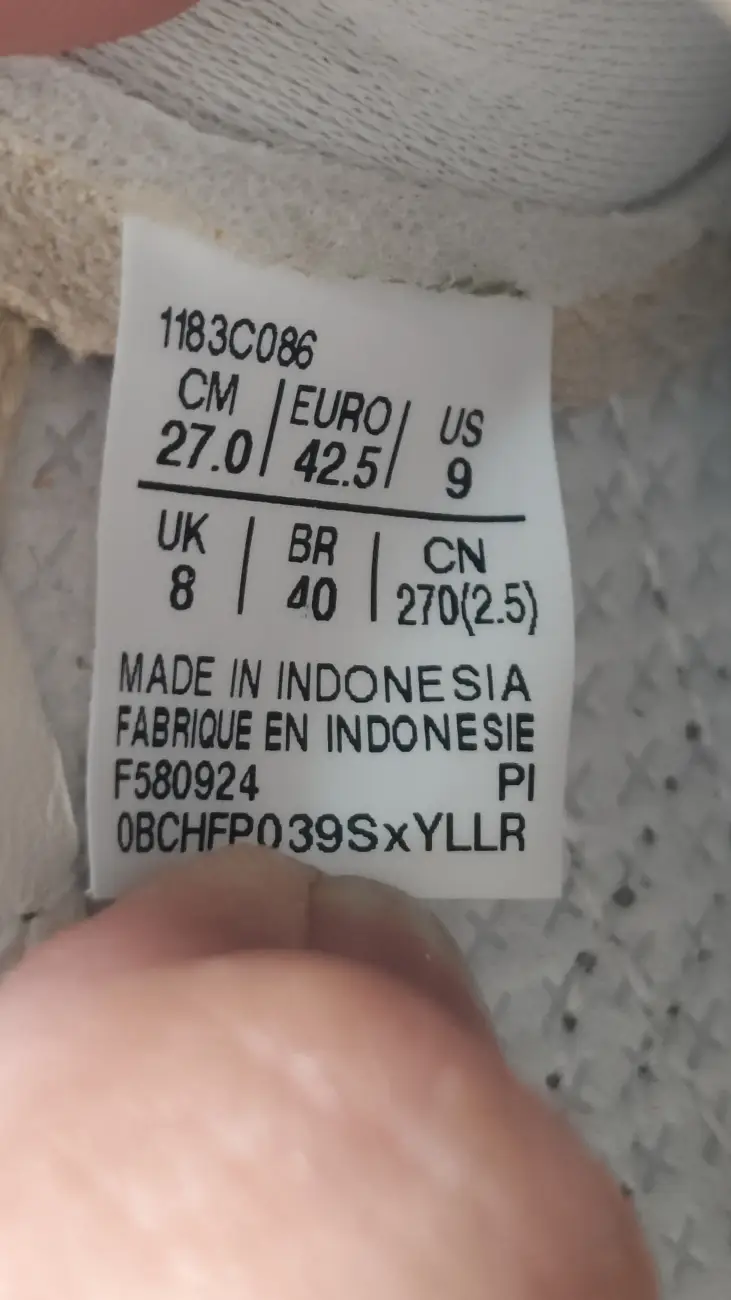 1183C086
CM EURO US
27.0 42.5 9
UK BR CN
8 40 270(2.5)
MADE IN INDONESIA
FABRIQUE EN INDONESIE
F580924 PI
0BCHFP039SxYLLR